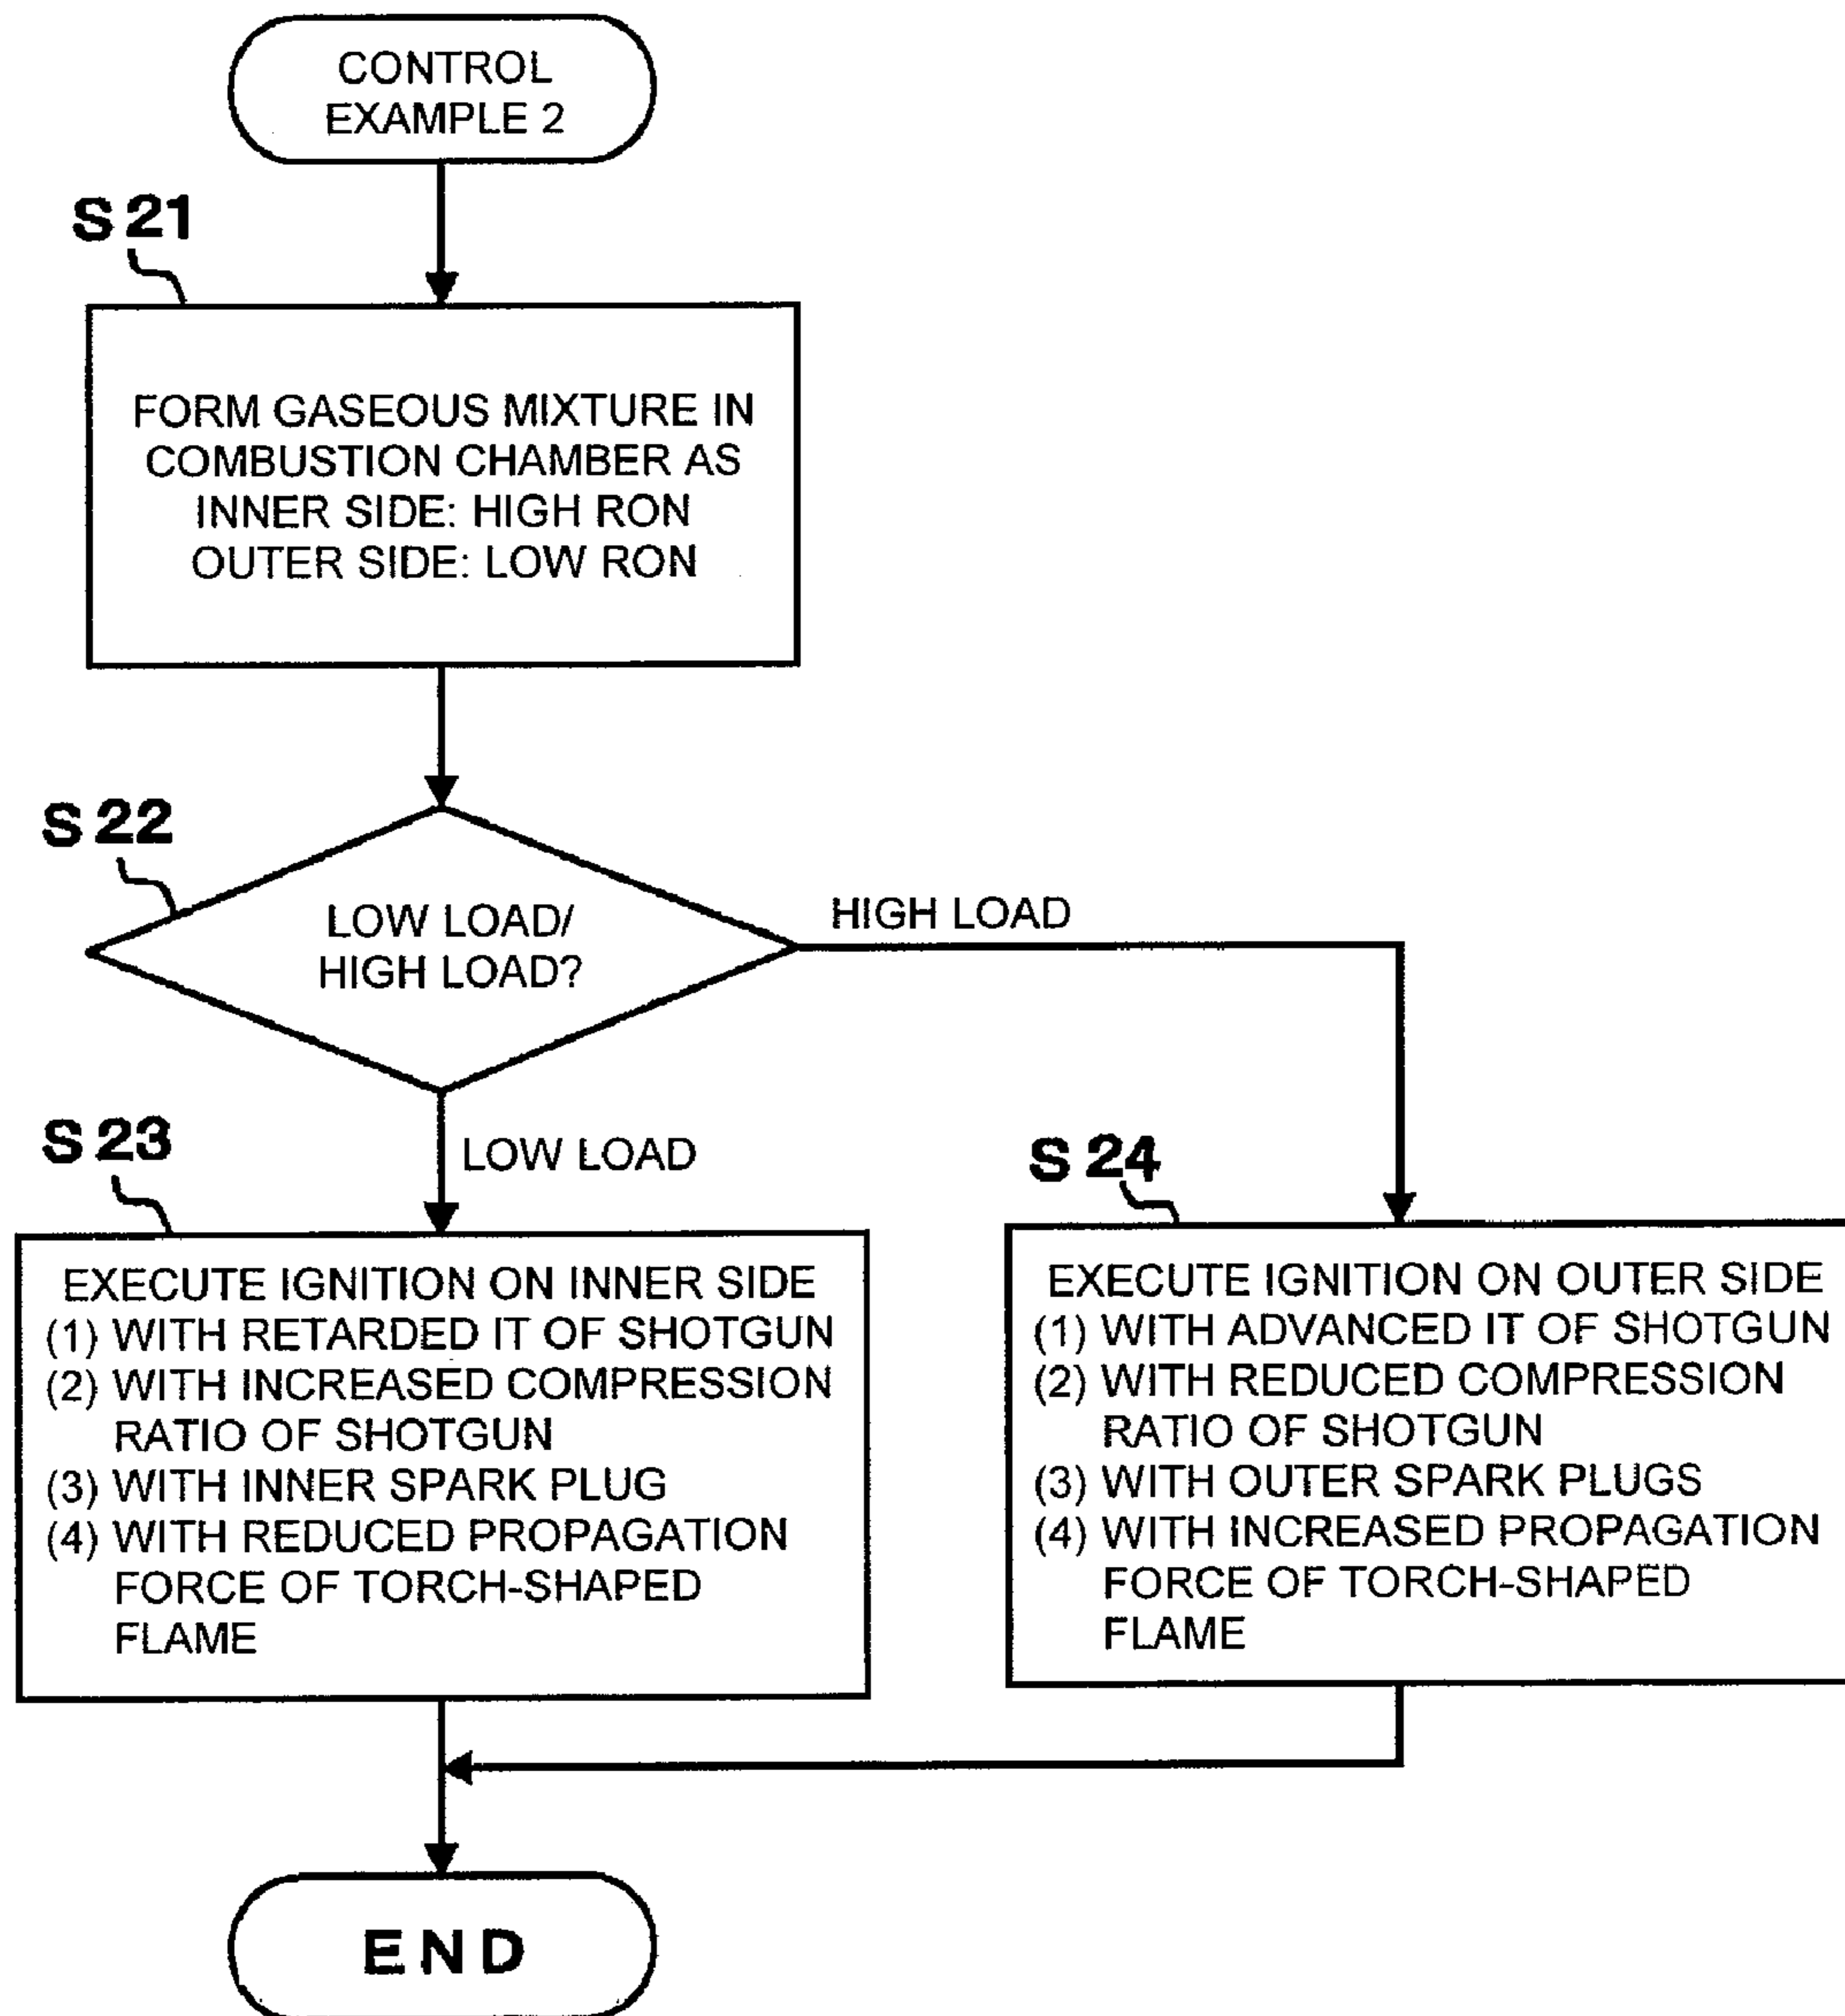 CONTROL
EXAMPLE 2
S 21
FORM GASEOUS MIXTURE IN
COMBUSTION CHAMBER AS
INNER SIDE: HIGH RON
OUTER SIDE: LOW RON
S 22
LOW LOAD/
HIGH LOAD?
HIGH LOAD
LOW LOAD
S 23
EXECUTE IGNITION ON INNER SIDE
(1) WITH RETARDED IT OF SHOTGUN
(2) WITH INCREASED COMPRESSION
RATIO OF SHOTGUN
(3) WITH INNER SPARK PLUG
(4) WITH REDUCED PROPAGATION
FORCE OF TORCH-SHAPED
FLAME
S 24
EXECUTE IGNITION ON OUTER SIDE
(1) WITH ADVANCED IT OF SHOTGUN
(2) WITH REDUCED COMPRESSION
RATIO OF SHOTGUN
(3) WITH OUTER SPARK PLUGS
(4) WITH INCREASED PROPAGATION
FORCE OF TORCH-SHAPED
FLAME
END